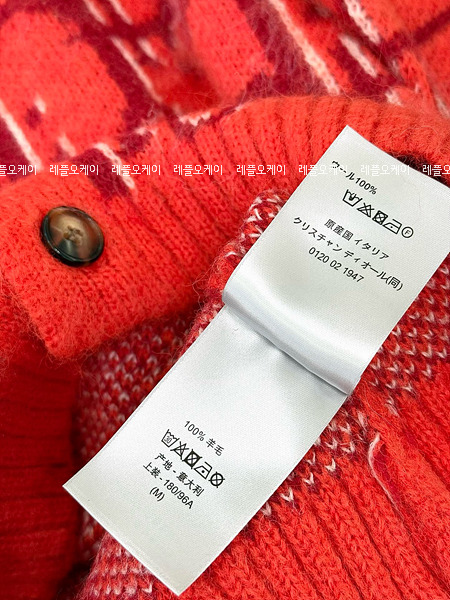 레플오케이 레플오케이 레플오케이 레플오케이 레플오케이 레플오케이 레플오케이 레플
ウール100%
原産国 イタリア
クリスチャン ディオール(同)
0120 02 1947
100% 羊毛
产地 - 意大利
上装 - 180/96A
(M)